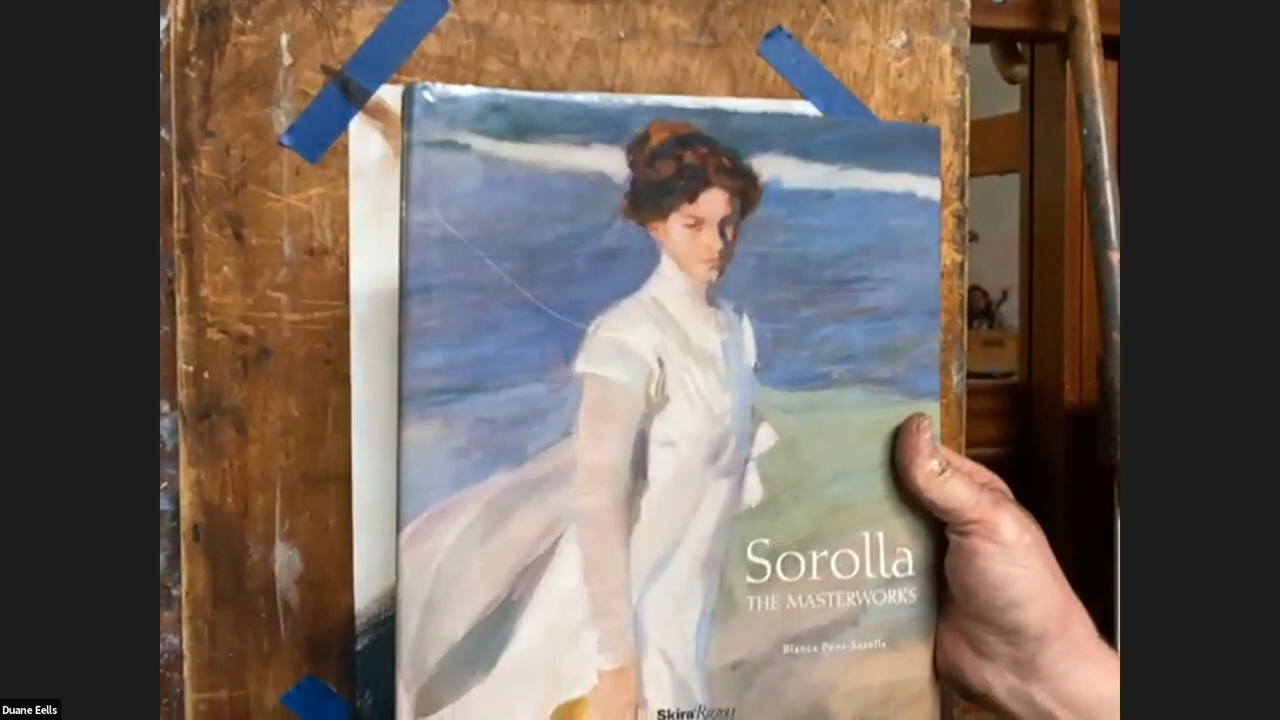 Sorolla
THE MASTERWORKS
Blanca Pons-Sorolla
Skira Rizzoli
Duane Eells